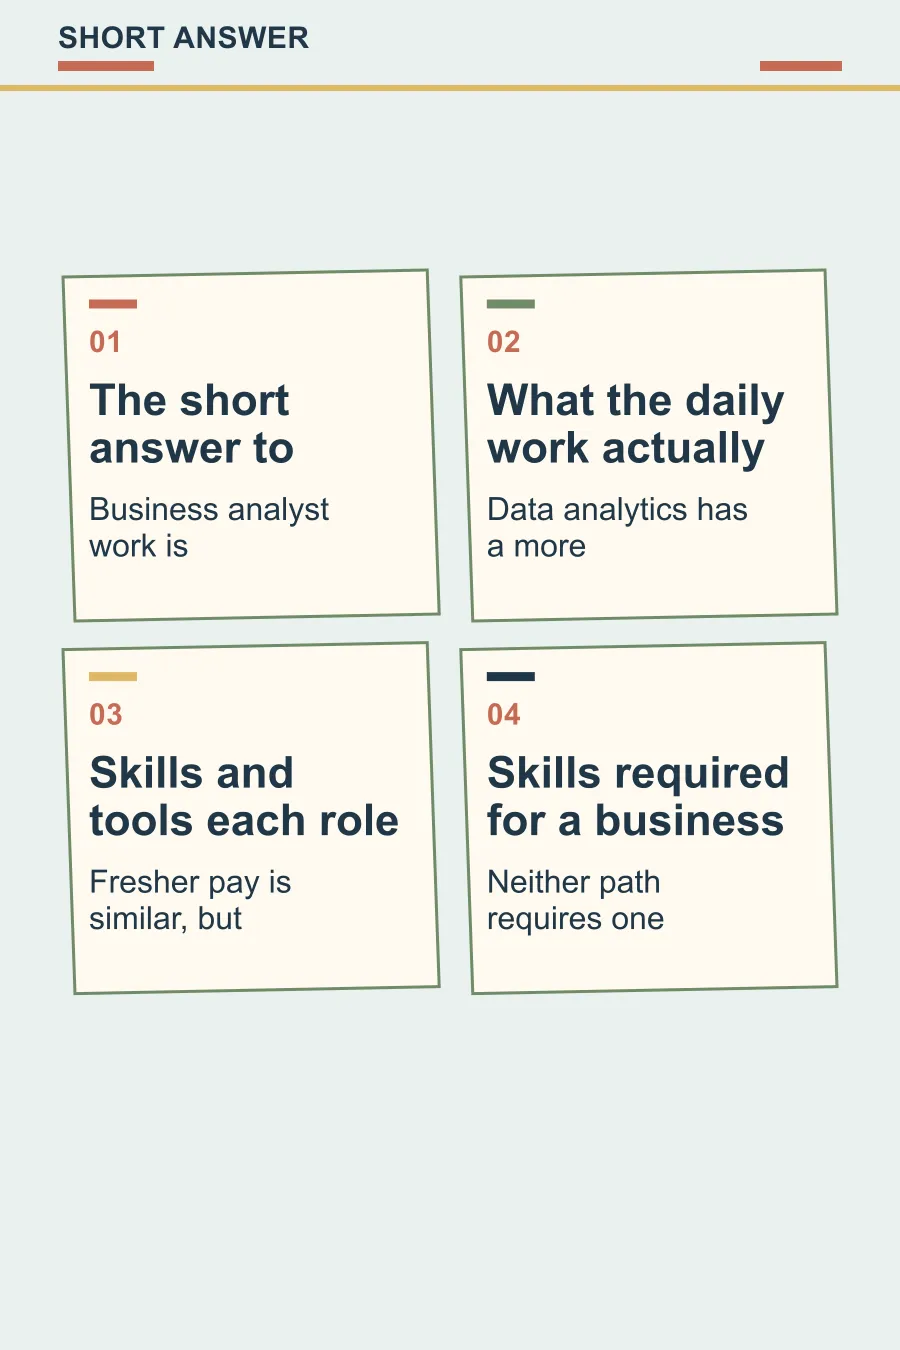 SHORT ANSWER
01
The short
answer to
Business analyst
work is
02
What the daily
work actually
Data analytics has
a more
03
Skills and
tools each role
Fresher pay is
similar, but
04
Skills required
for a business
Neither path
requires one